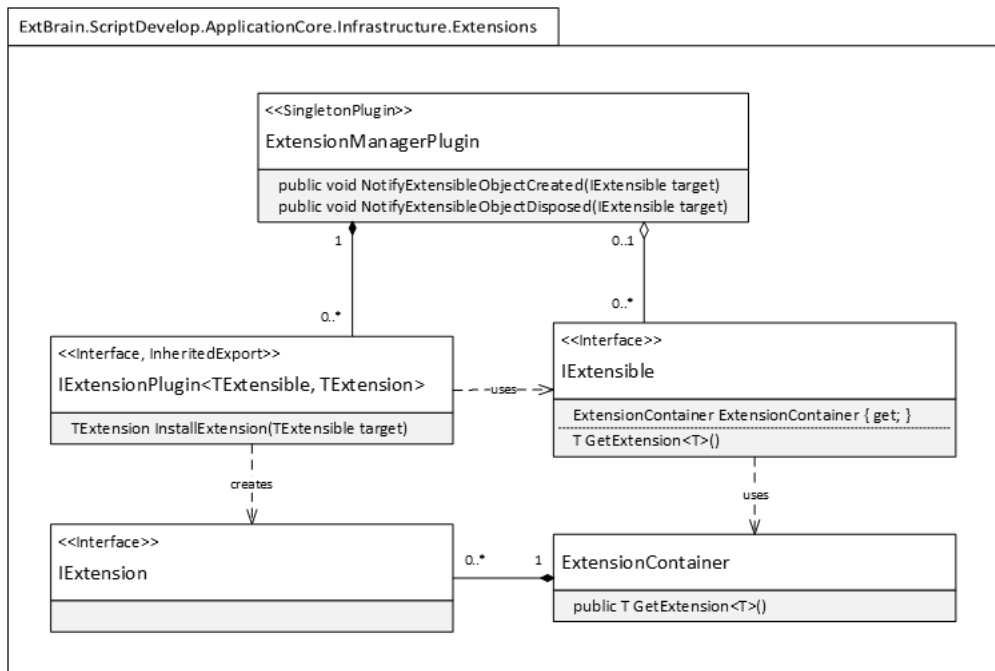 ExtBrain.ScriptDevelop.ApplicationCore.Infrastructure.Extensions
<<SingletonPlugin>>
ExtensionManagerPlugin
public void NotifyExtensibleObjectCreated(IExtensible target)
public void NotifyExtensibleObjectDisposed(IExtensible target)
1
0..1
0..*
0..*
<<Interface, InheritedExport>>
IExtensionPlugin<TExtensible, TExtension>
TExtension InstallExtension(TExtensible target)
uses
<<Interface>>
IExtensible
ExtensionContainer ExtensionContainer { get; }
T GetExtension<T>()
creates
uses
<<Interface>>
IExtension
0..*
1
ExtensionContainer
public T GetExtension<T>()